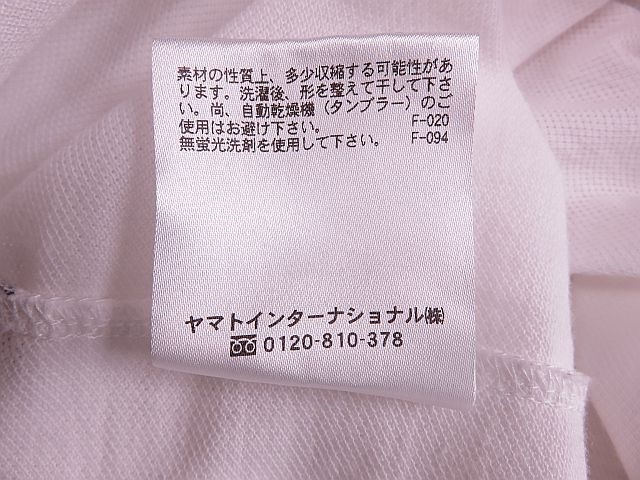 素材の性質上、多少収縮する可能性があ
ります。洗濯後、形を整えて干して下さ
い。尚、自動乾燥機（タンブラー）のご
使用はお避け下さい。 F-020
無蛍光洗剤を使用して下さい。 F-094
ヤマトインターナショナル㈱
0120-810-378